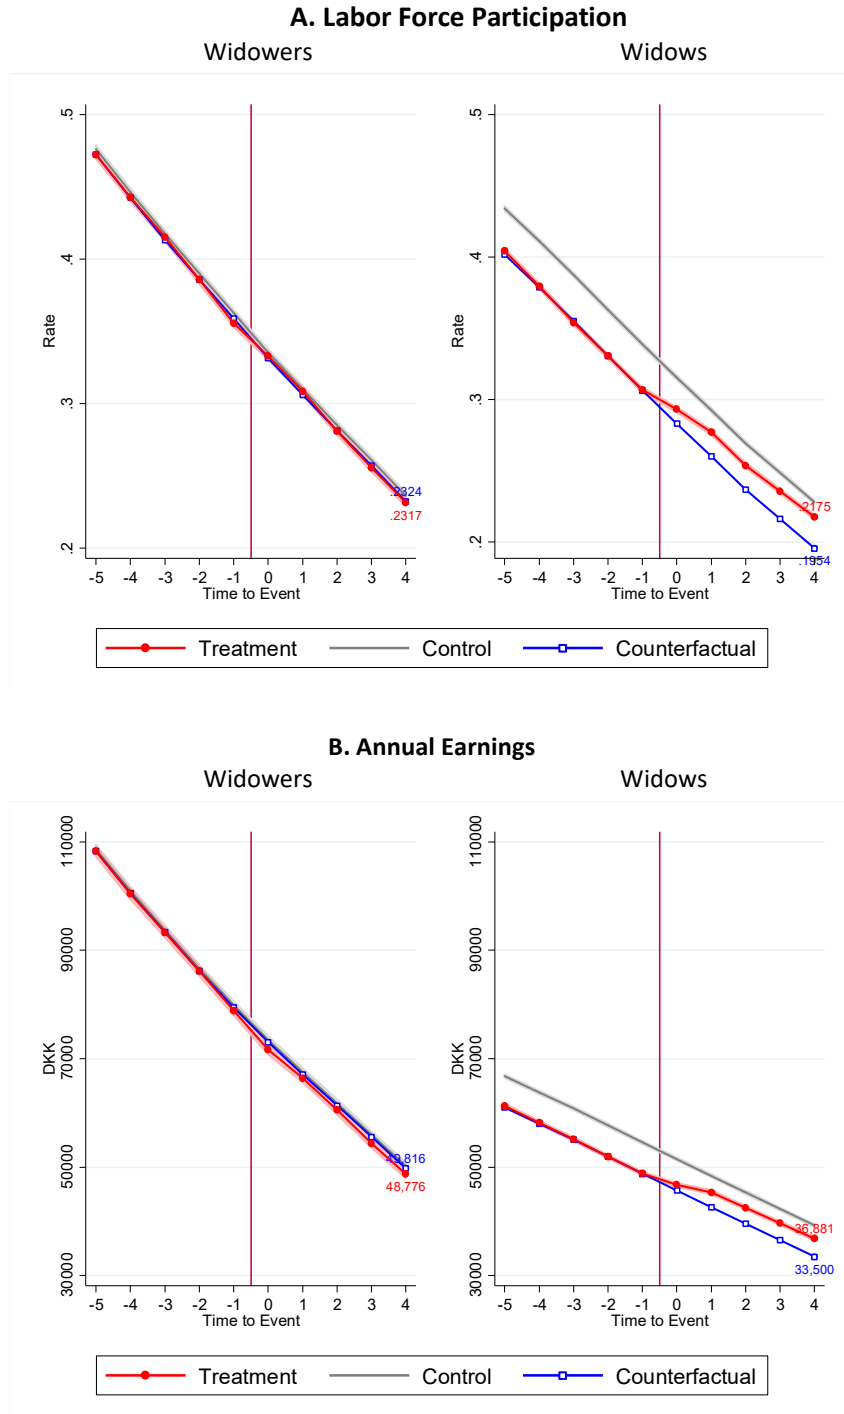 A. Labor Force Participation
Widowers Widows
.5
.4
.3
.2
Rate
.2324
.2317
-5 -4 -3 -2 -1 0 1 2 3 4
Time to Event
.5
.4
.3
.2
Rate
.2175
.1954
-5 -4 -3 -2 -1 0 1 2 3 4
Time to Event
Treatment Control Counterfactual
B. Annual Earnings
Widowers Widows
110000
90000
70000
50000
30000
DKK
49,816
48,776
-5 -4 -3 -2 -1 0 1 2 3 4
Time to Event
110000
90000
70000
50000
30000
DKK
36,881
33,500
-5 -4 -3 -2 -1 0 1 2 3 4
Time to Event
Treatment Control Counterfactual